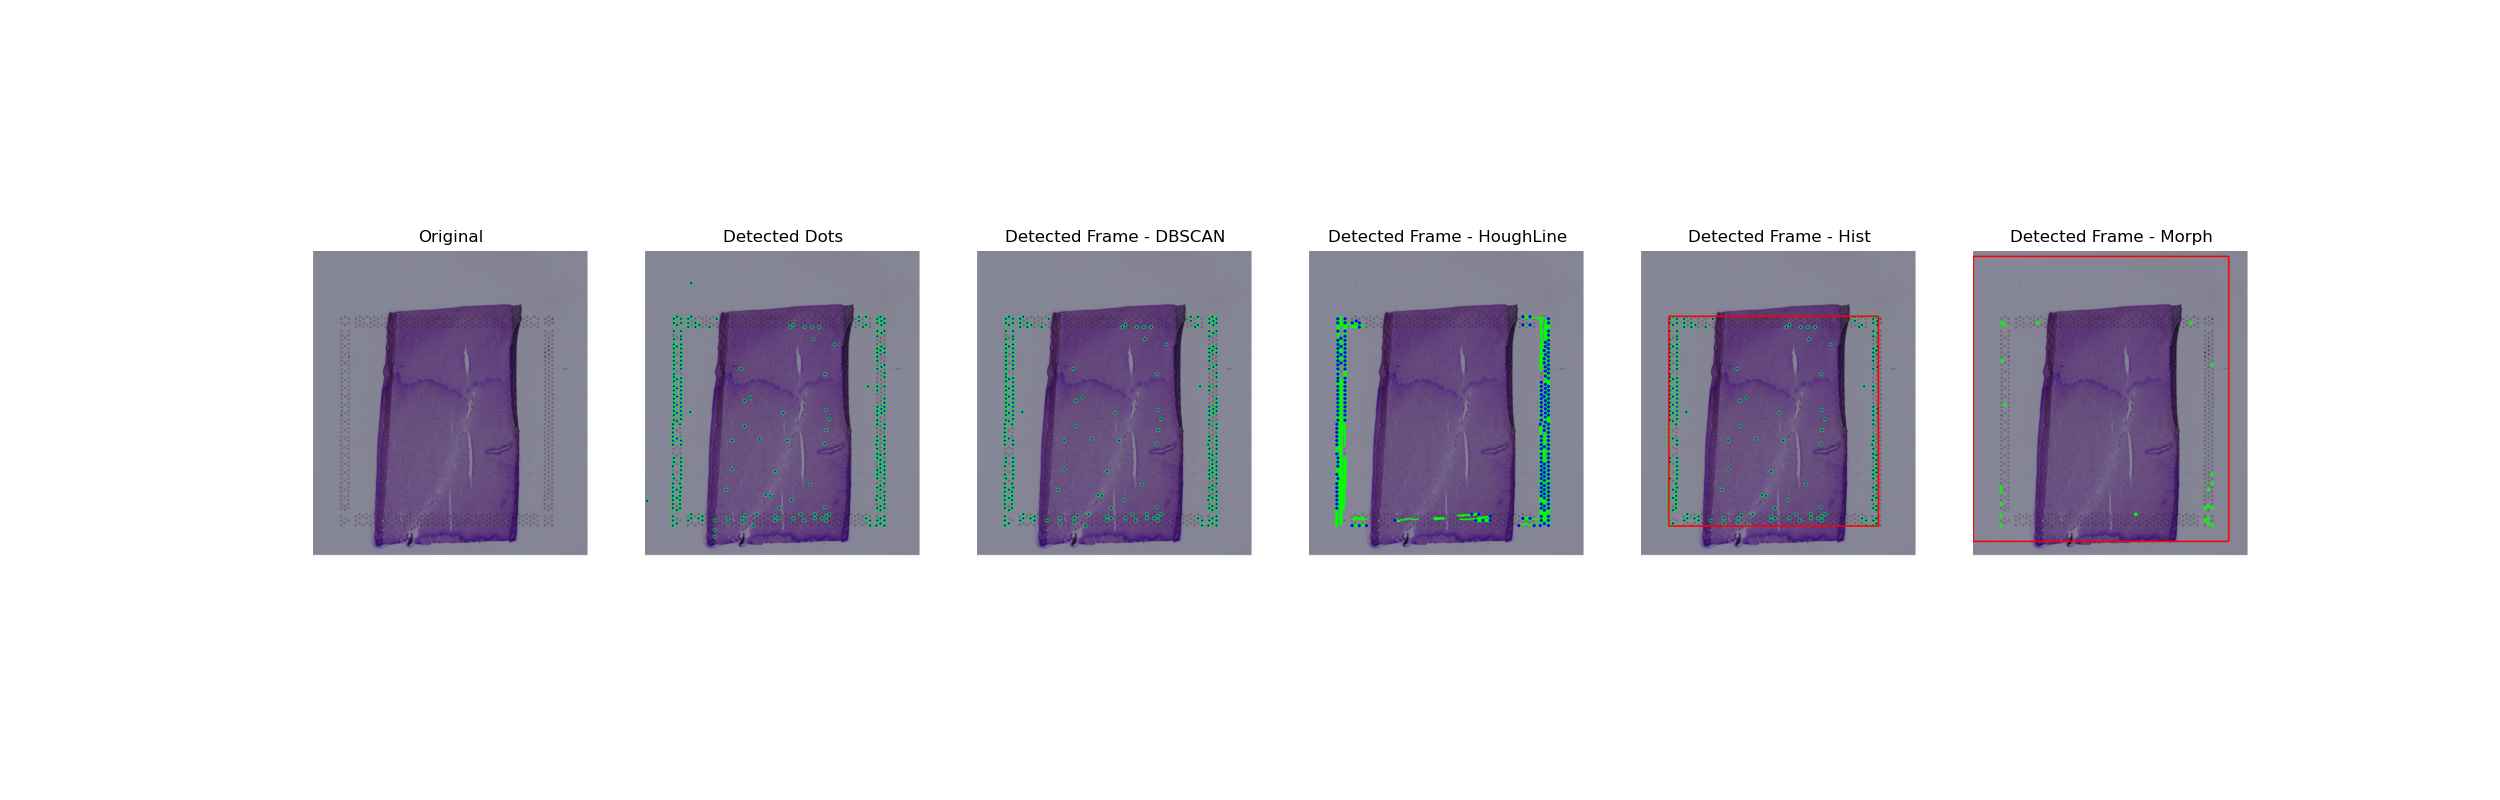 Original
Detected Dots
Detected Frame - DBSCAN
Detected Frame - HoughLine
Detected Frame - Hist
Detected Frame - Morph